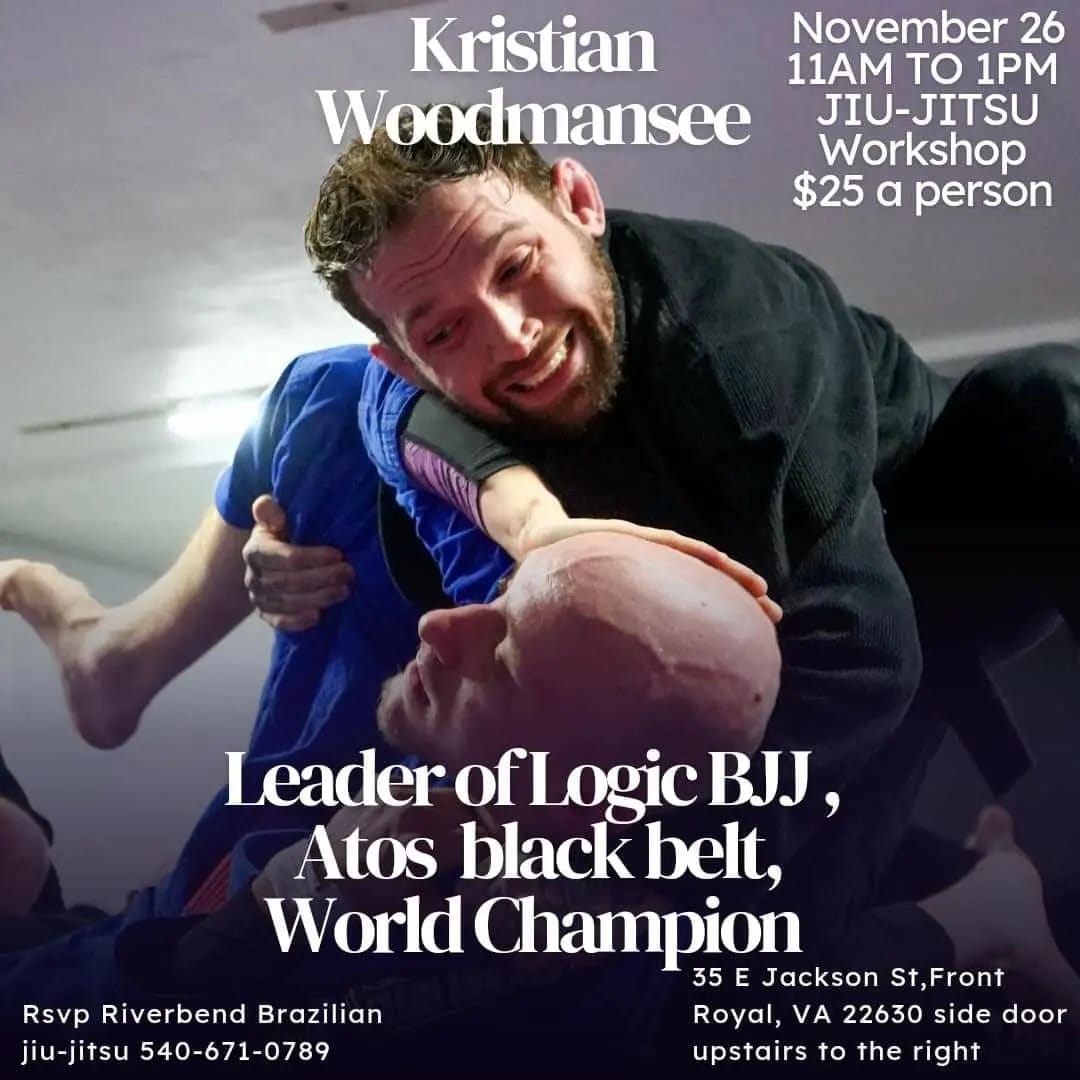 Kristian
Woodmansee
November 26
11AM TO 1PM
JIU-JITSU
Workshop
$25 a person
Leader of Logic BJJ ,
Atos black belt,
World Champion
35 E Jackson St,Front
Royal, VA 22630 side door
upstairs to the right
Rsvp Riverbend Brazilian
jiu-jitsu 540-671-0789